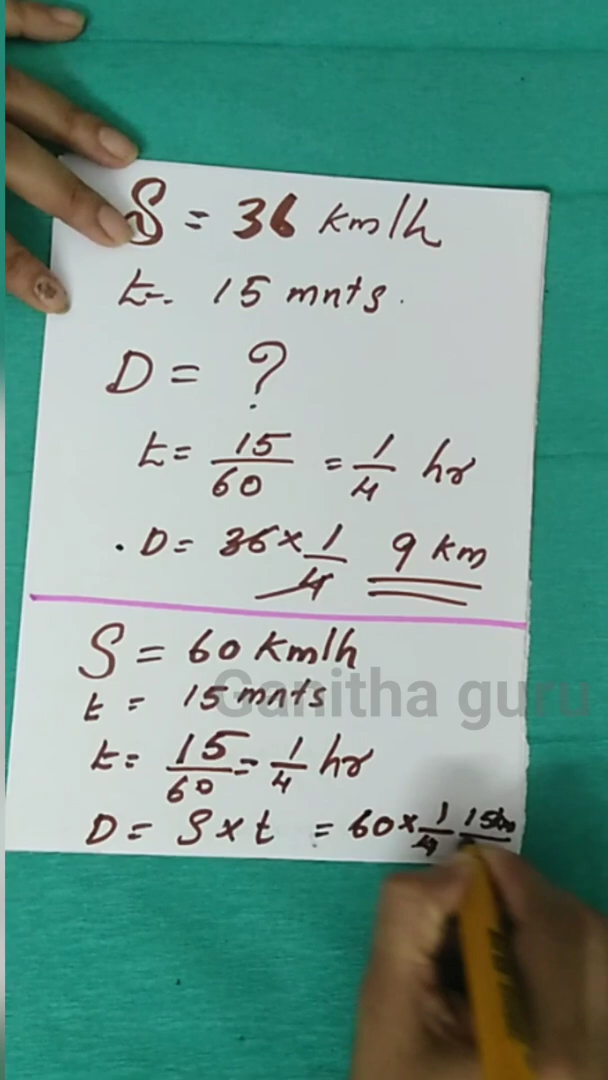 S = 36 km/h
t = 15 mnts.
D = ?
t = 15/60 = 1/4 hr
. D = 36 × 1/4 9 km
S = 60 km/h
Ganitha guru
t = 15 mnts
t = 15/60 = 1/4 hr
D = S × t = 60 × 1/4